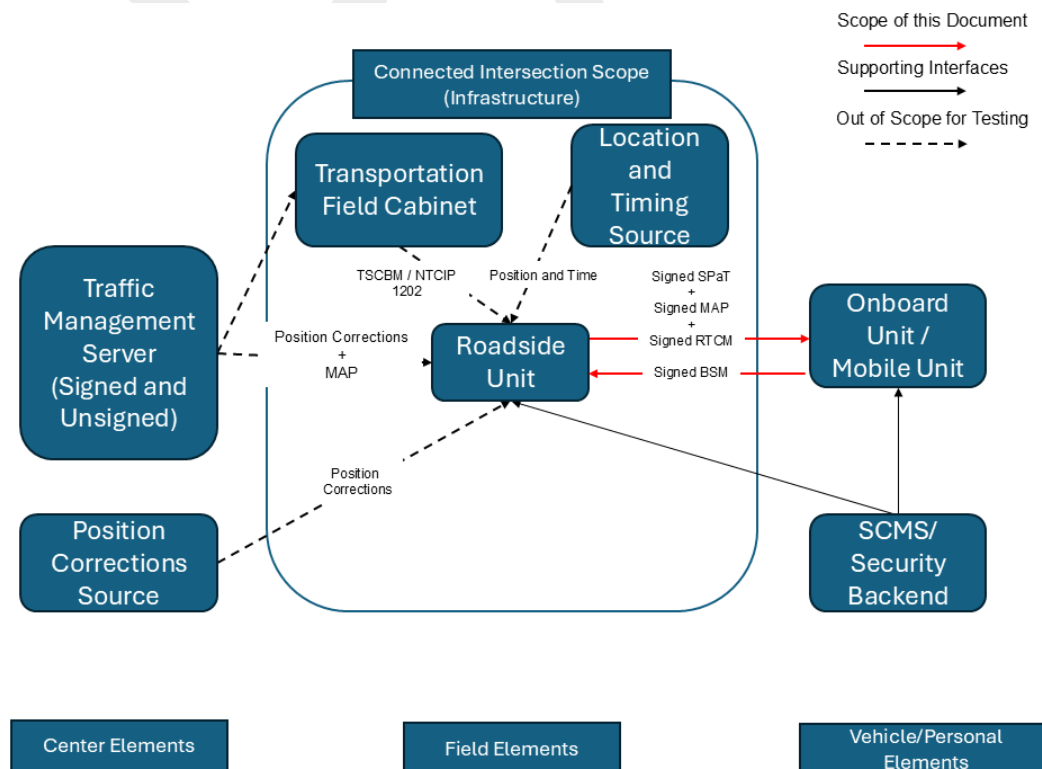 Scope of this Document
Supporting Interfaces
Out of Scope for Testing
Connected Intersection Scope
(Infrastructure)
Transportation
Field Cabinet
Location
and
Timing
Source
Traffic
Management
Server
(Signed and
Unsigned)
TSCBM / NTCIP
1202
Position and Time
Signed SPaT
+
Signed MAP
+
Signed RTCM
Signed BSM
Onboard
Unit /
Mobile Unit
Position Corrections
+
MAP
Roadside
Unit
Position
Corrections
Position
Corrections
Source
SCMS/
Security
Backend
Center Elements
Field Elements
Vehicle/Personal
Elements